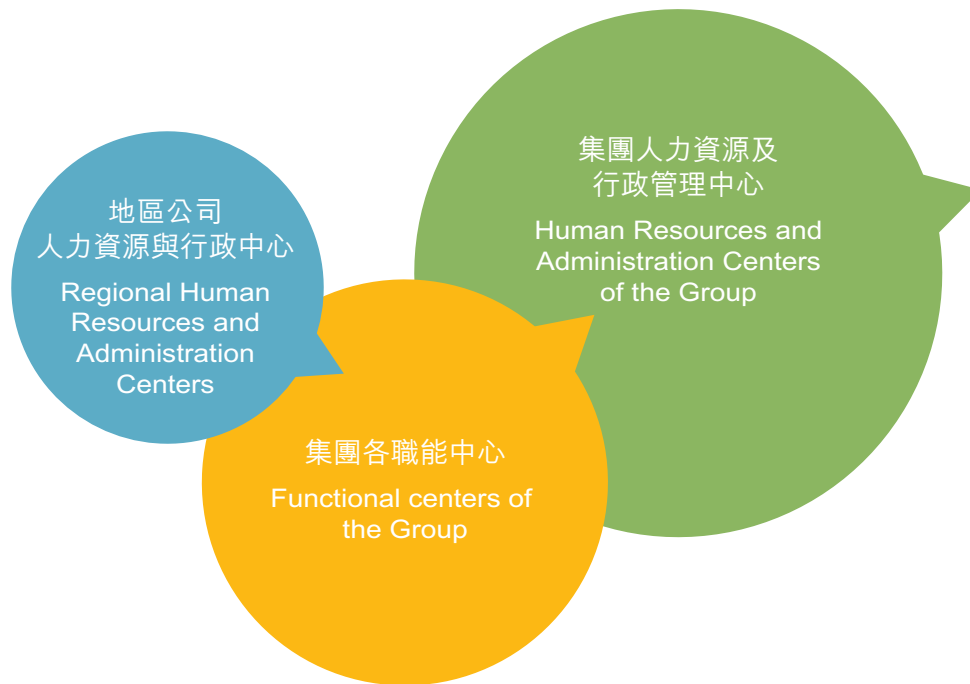 地區公司
人力資源與行政中心
Regional Human
Resources and
Administration
Centers
集團各職能中心
Functional centers of
the Group
集團人力資源及
行政管理中心
Human Resources and
Administration Centers
of the Group